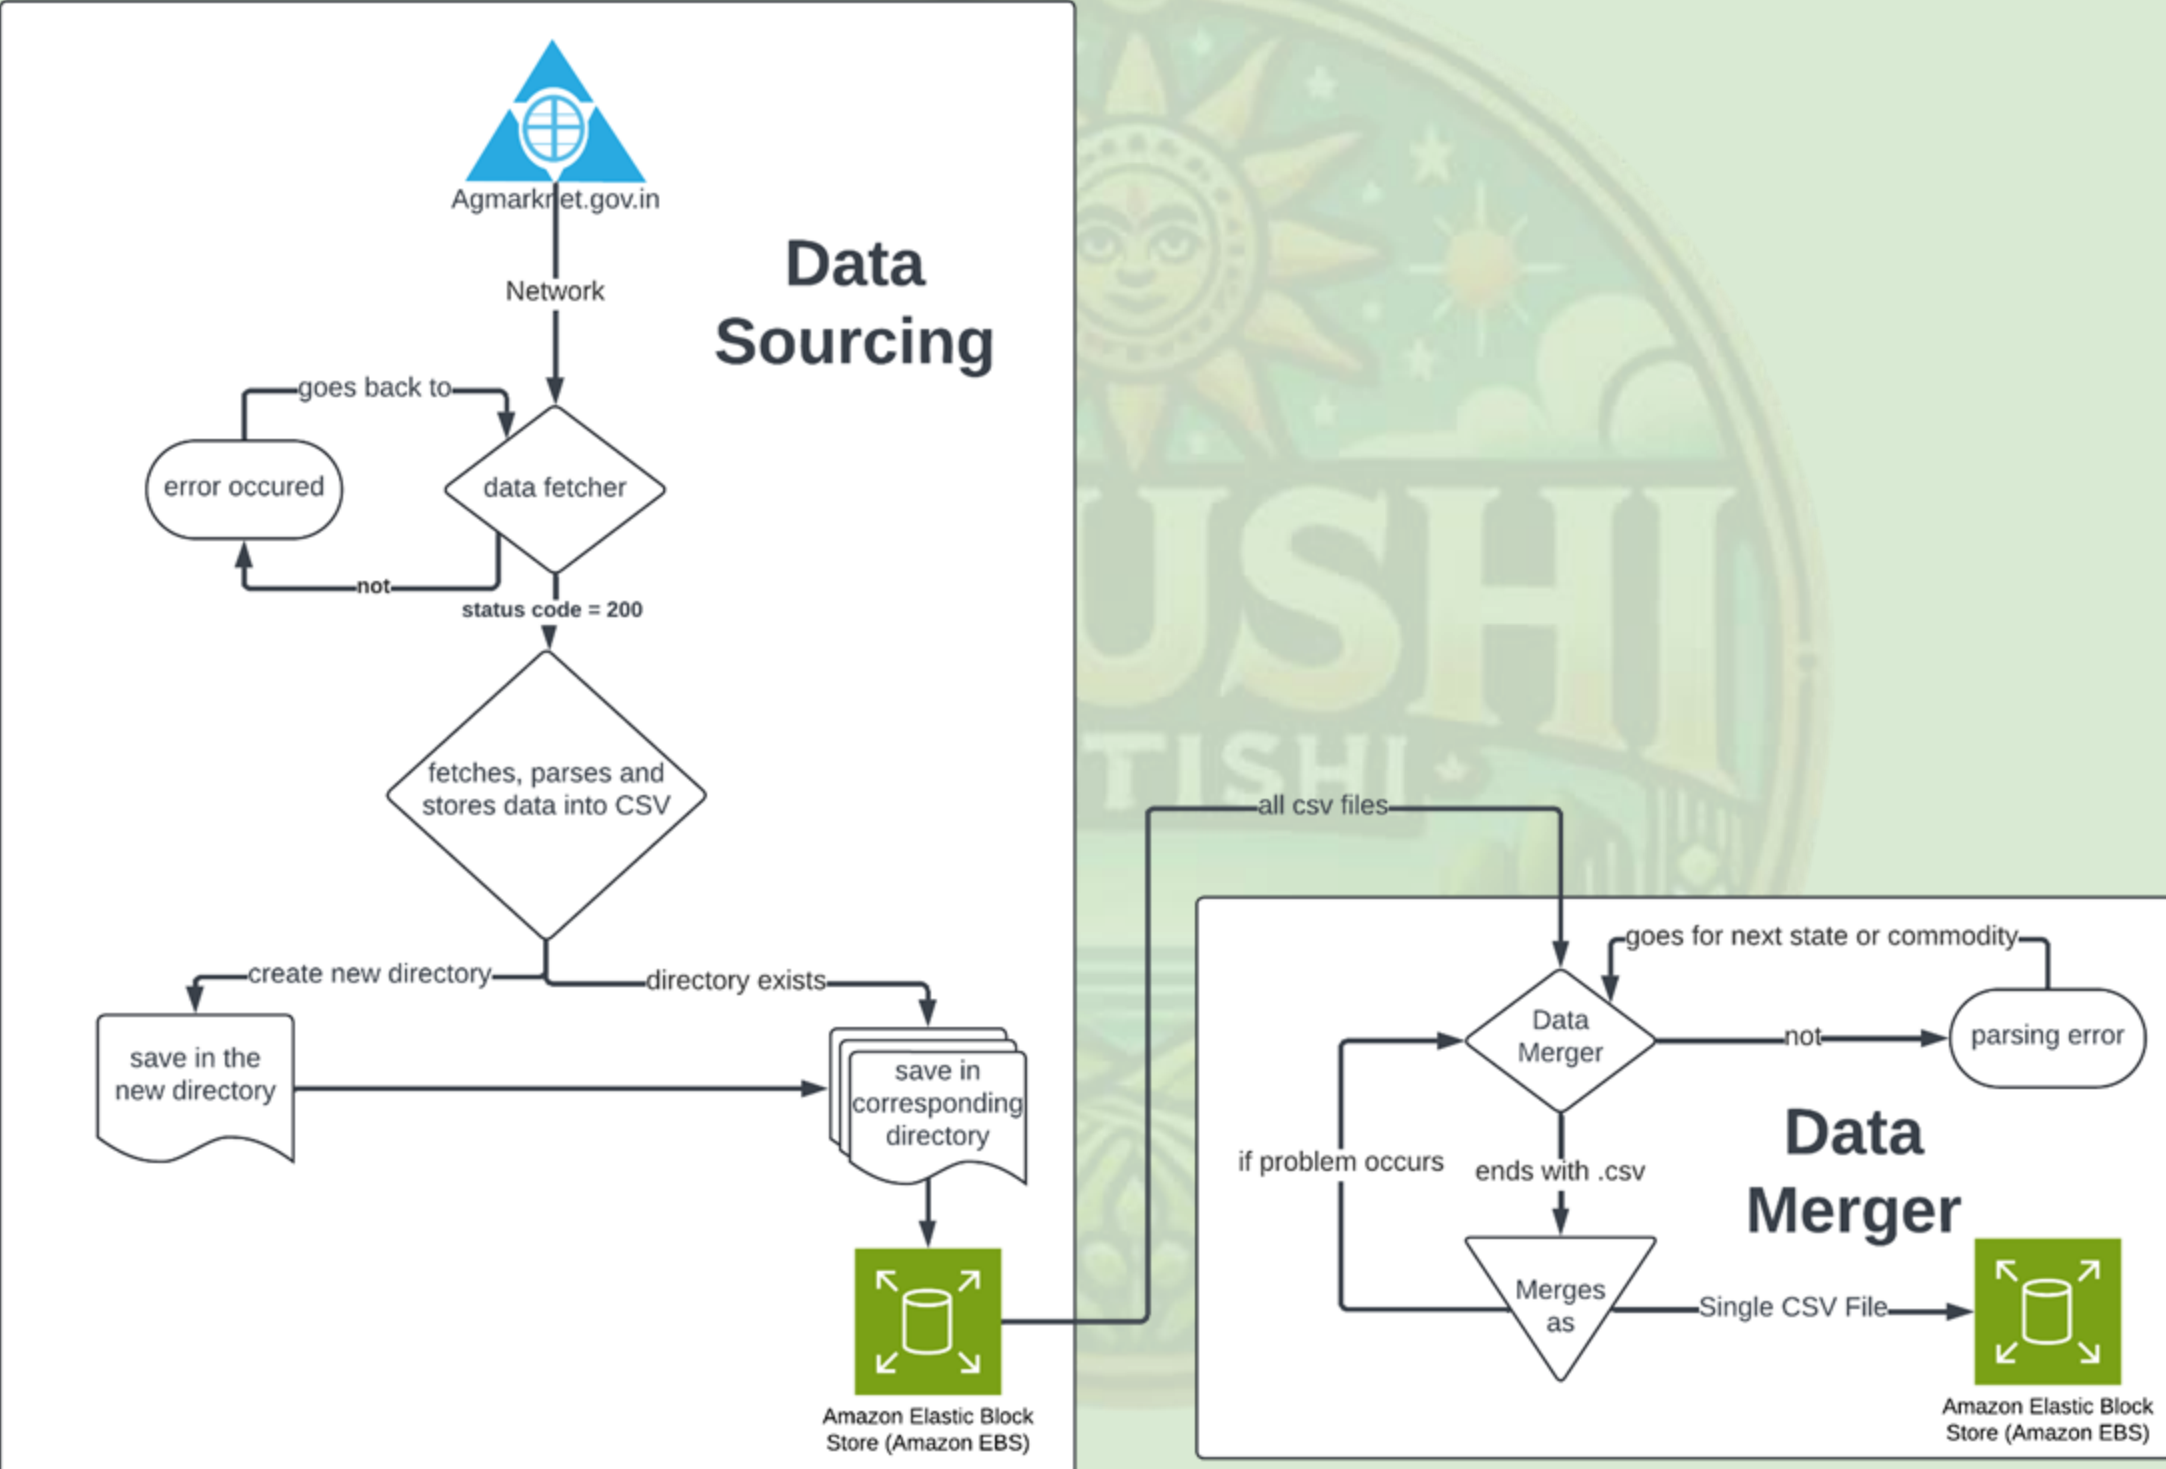 Agmarknet.gov.in
Data
Sourcing
Network
goes back to
error occured
data fetcher
not
status code = 200
fetches, parses and
stores data into CSV
create new directory
directory exists
save in the
new directory
save in
corresponding
directory
Amazon Elastic Block
Store (Amazon EBS)
USHI
TISHI
all csv files
goes for next state or commodity
Data
Merger
not
parsing error
if problem occurs
ends with .csv
Data
Merger
Merges
as
Single CSV File
Amazon Elastic Block
Store (Amazon EBS)